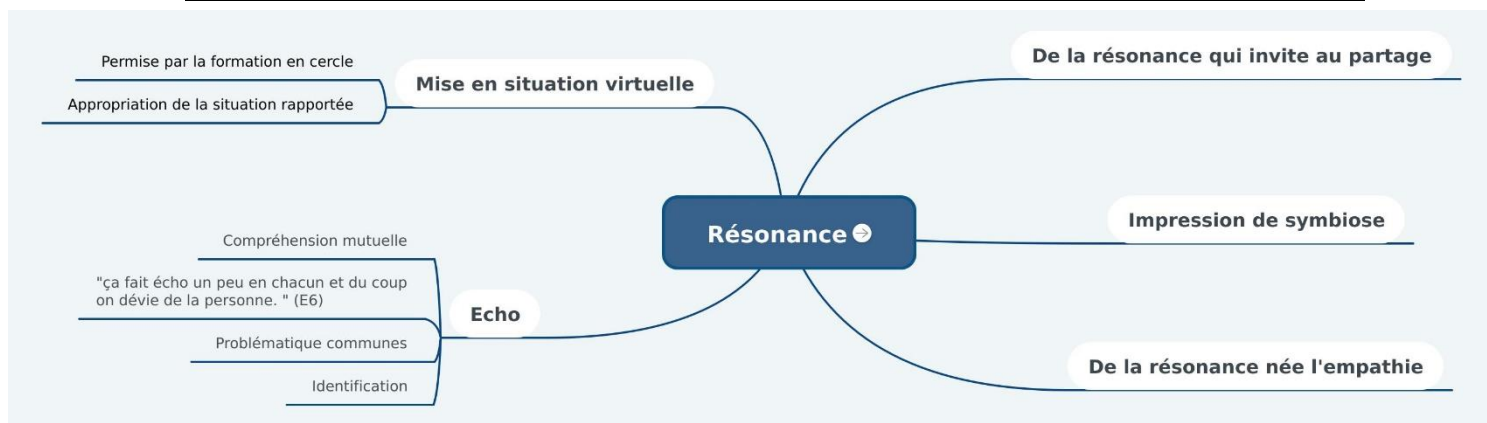 Permise par la formation en cercle
Appropriation de la situation rapportée
Mise en situation virtuelle
De la résonance qui invite au partage
Résonance
Impression de symbiose
Compréhension mutuelle
"ça fait écho un peu en chacun et du coup
on dévie de la personne. " (E6)
Problématique communes
Identification
Echo
De la résonance née l'empathie